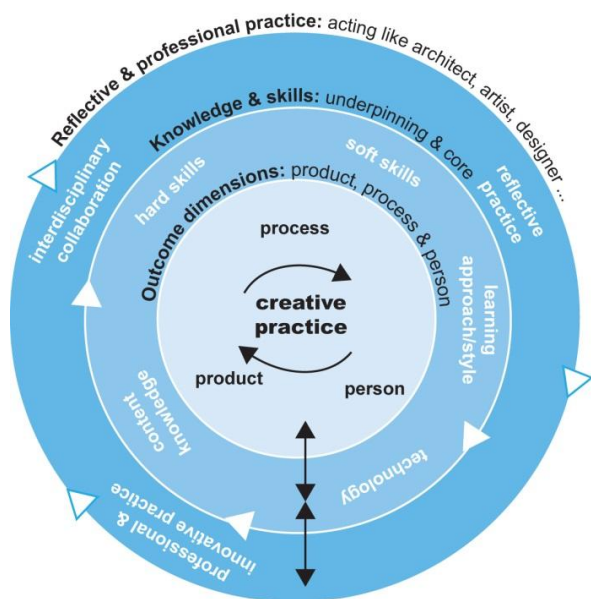 Reflective & professional practice: acting like architect, artist, designer ...
Knowledge & skills: underpinning & core
Outcome dimensions: product, process & person
interdisciplinary
collaboration
hard skills
soft skills
reflective
practice
process
creative
practice
product
person
learning
approach/style
content
knowledge
technology
professional &
innovative practice